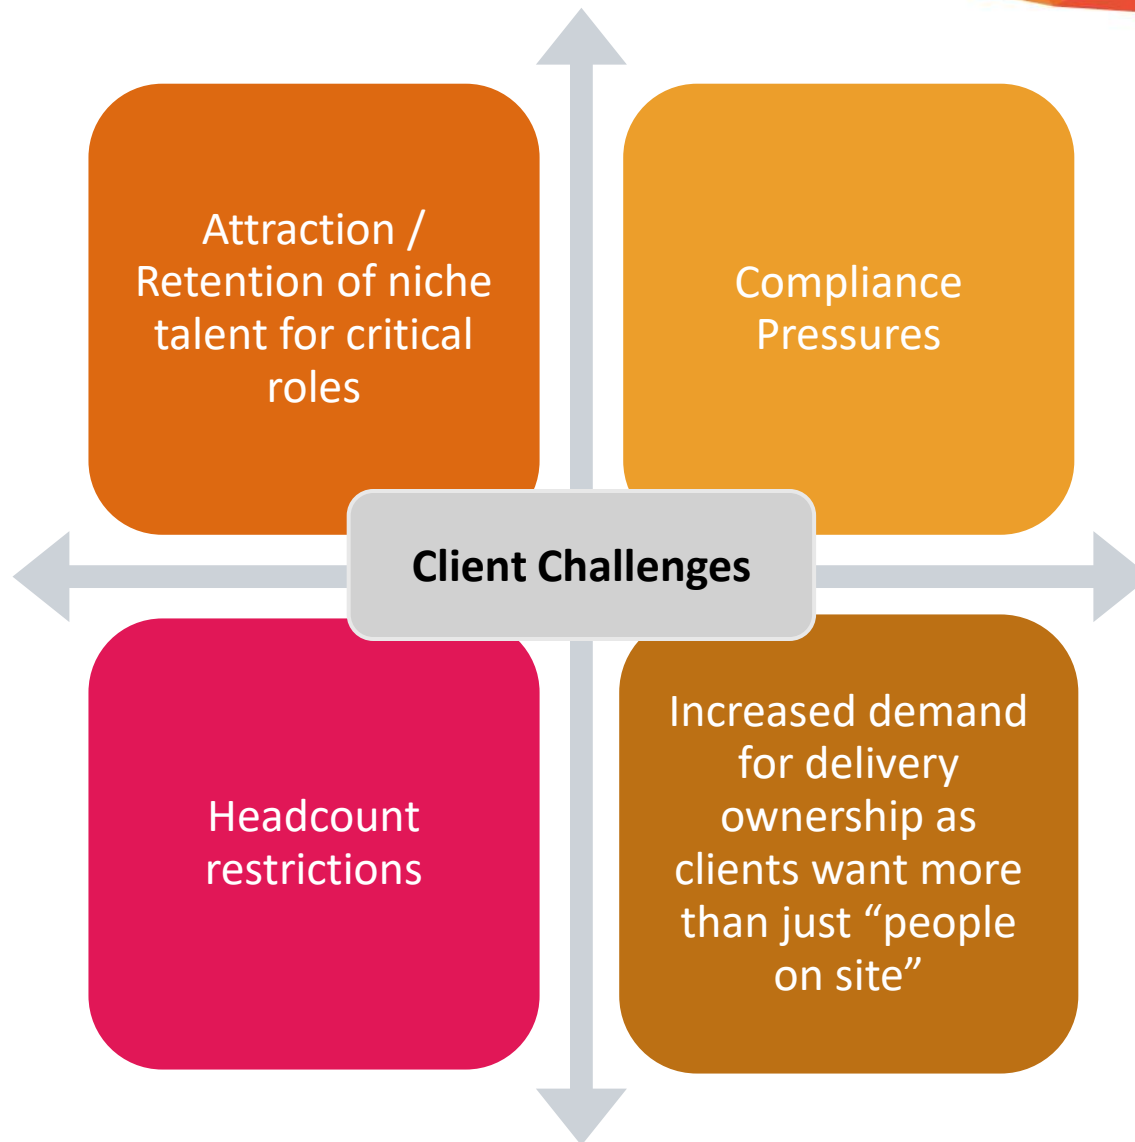 Attraction /
Retention of niche
talent for critical
roles
Compliance
Pressures
Client Challenges
Headcount
restrictions
Increased demand
for delivery
ownership as
clients want more
than just “people
on site”